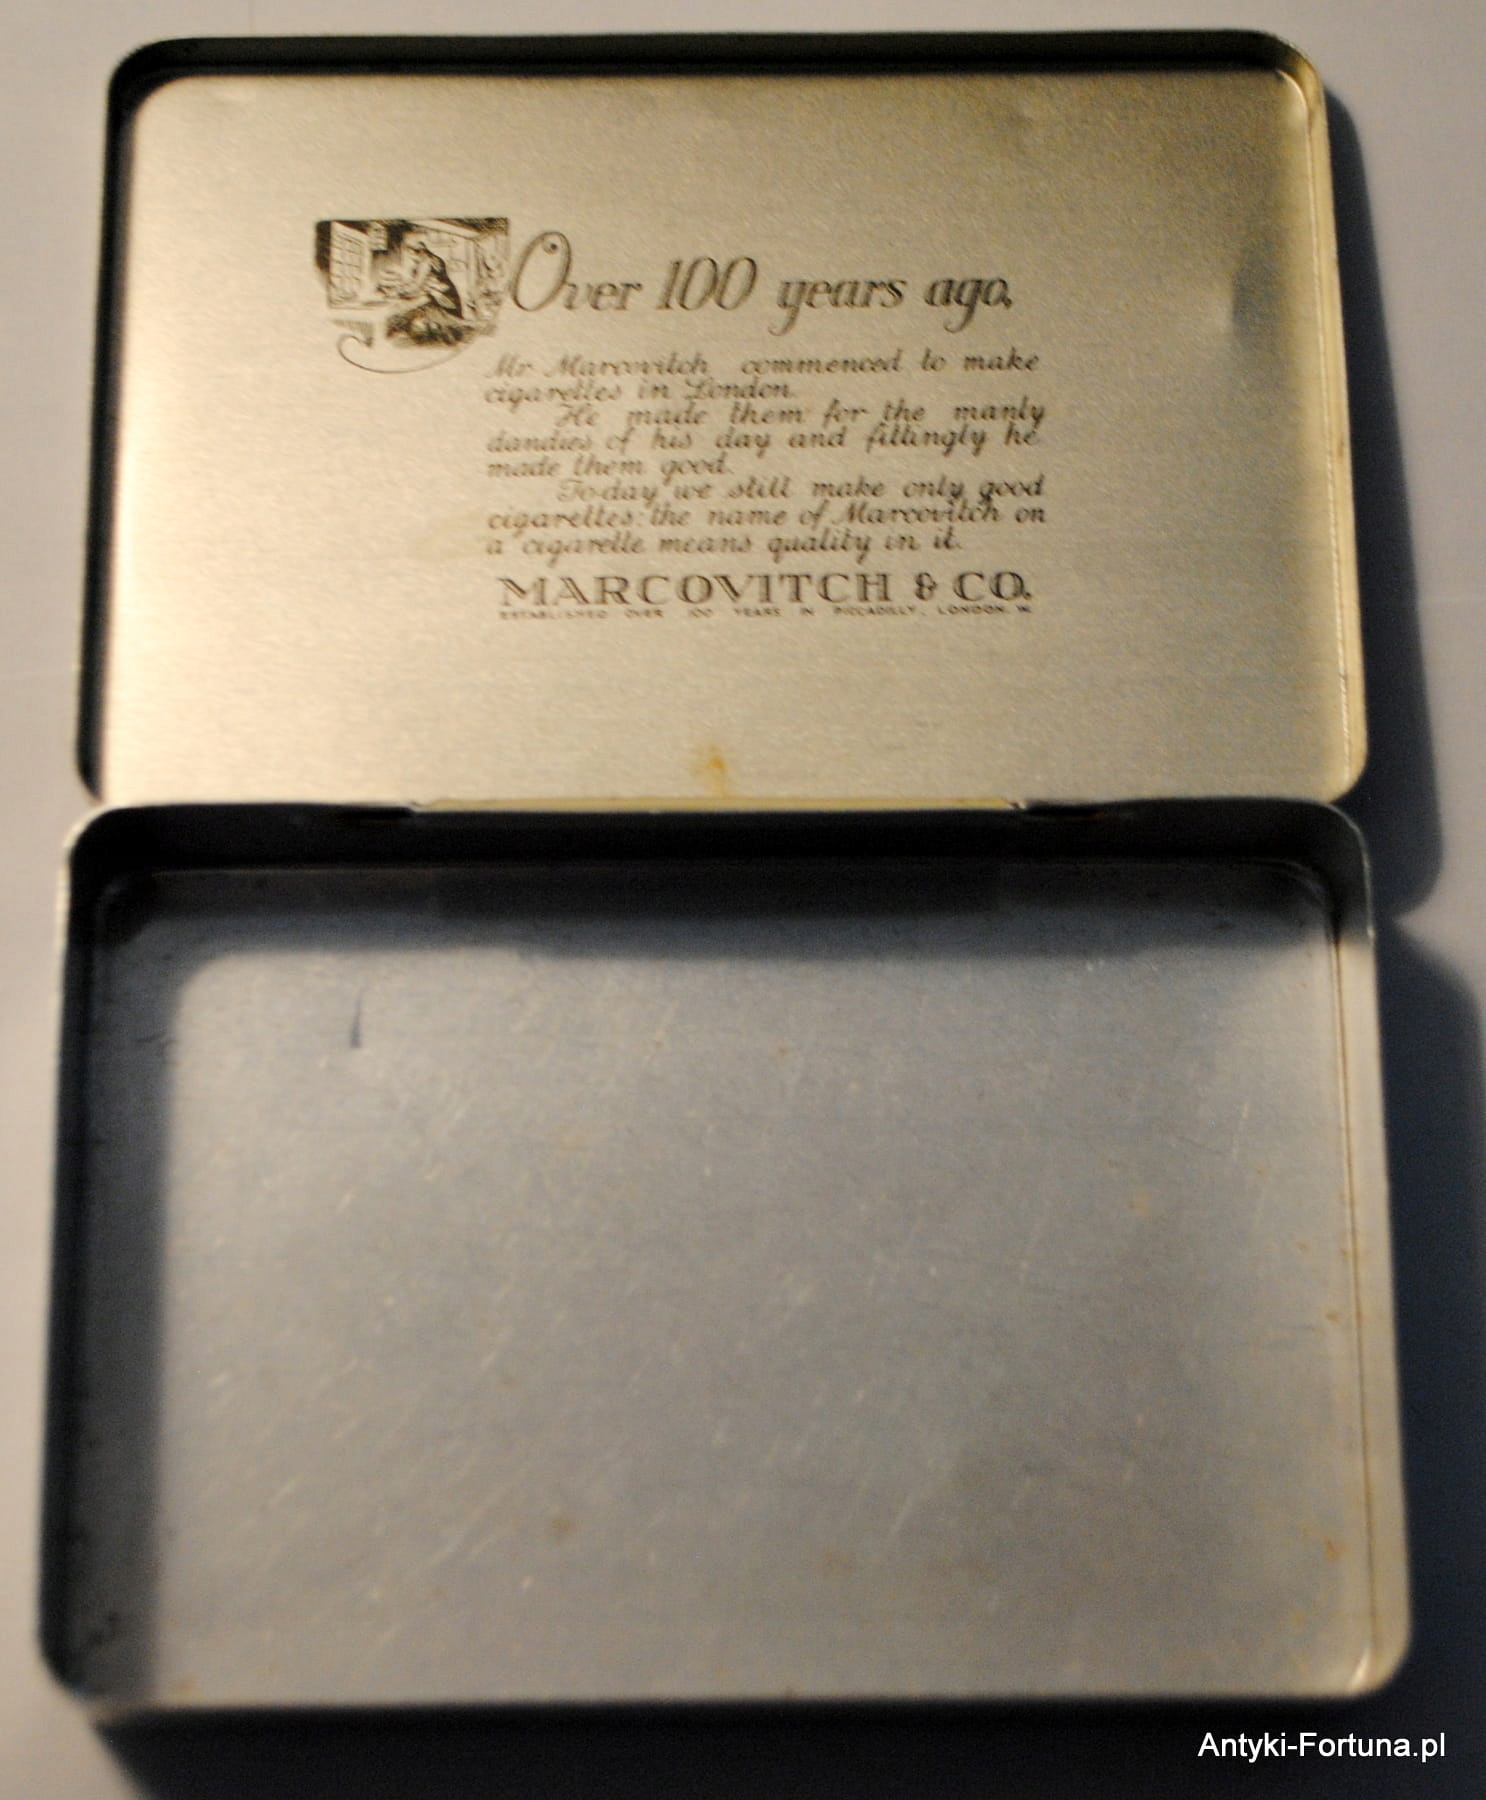 Over 100 years ago,
Mr Marcovitch commenced to make
cigarettes in London.
He made them for the manly
dandies of his day and fittingly he
made them good.
To-day we still make only good
cigarettes: the name of Marcovitch on
a cigarette means quality in it.
MARCOVITCH & CO.
ESTABLISHED OVER 100 YEARS IN PICCADILLY, LONDON. W.
Antyki-Fortuna.pl